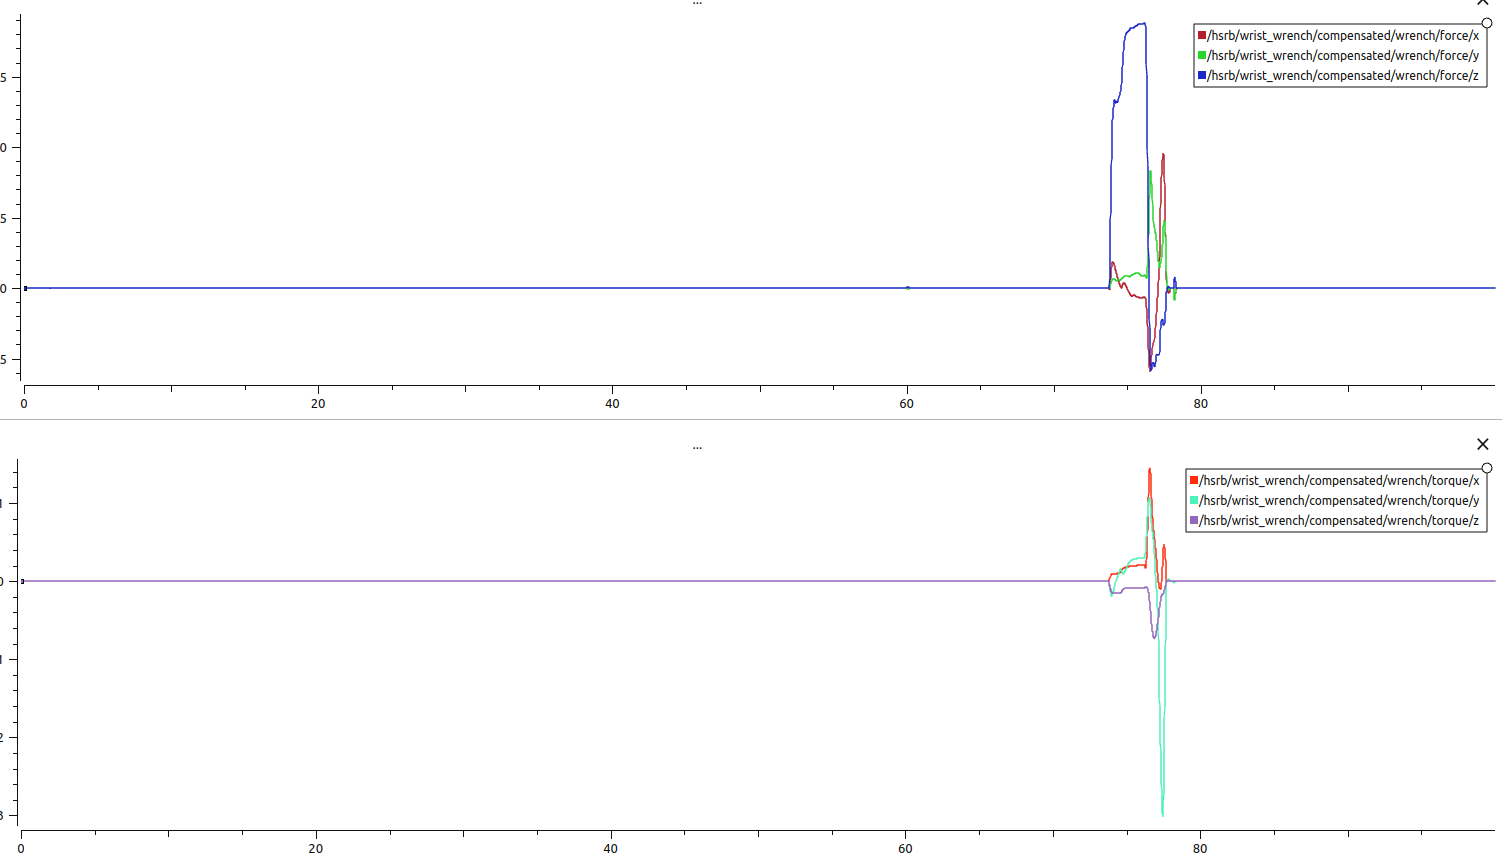 ...
/hsrb/wrist_wrench/compensated/wrench/force/x
/hsrb/wrist_wrench/compensated/wrench/force/y
/hsrb/wrist_wrench/compensated/wrench/force/z
5
0
5
0
5
0 20 40 60 80
...
/hsrb/wrist_wrench/compensated/wrench/torque/x
/hsrb/wrist_wrench/compensated/wrench/torque/y
/hsrb/wrist_wrench/compensated/wrench/torque/z
1
0
1
2
3
0 20 40 60 80